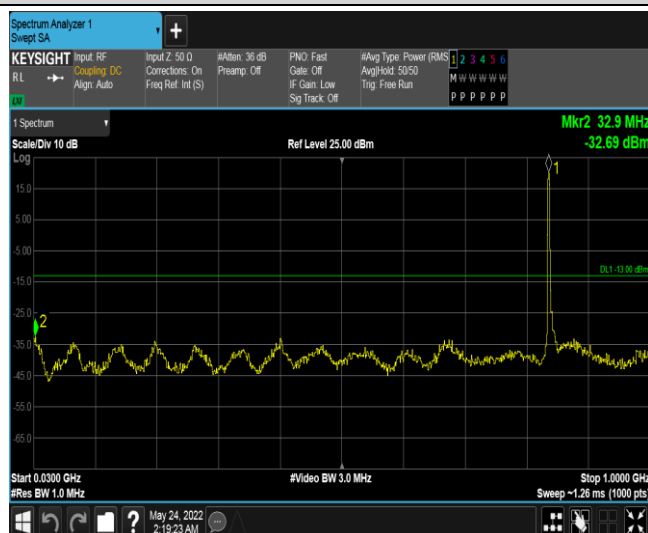 Spectrum Analyzer 1
Swept SA
+
KEYSIGHT
RL
LXI
Input: RF
Coupling: DC
Align: Auto
Input Z: 50 Ω
Corrections: On
Freq Ref: Int (S)
#Atten: 36 dB
Preamp: Off
PNO: Fast
Gate: Off
IF Gain: Low
Sig Track: Off
#Avg Type: Power (RMS
Avg|Hold: 50/50
Trig: Free Run
1 2 3 4 5 6
M W W W W W
P P P P P P
1 Spectrum
Mkr2 32.9 MHz
-32.69 dBm
Scale/Div 10 dB
Ref Level 25.00 dBm
Log
15.0
5.00
-5.00
-15.0
-25.0
-35.0
-45.0
-55.0
-65.0
1
2
DL1 -13.00 dBm
Start 0.0300 GHz
#Video BW 3.0 MHz
Stop 1.0000 GHz
#Res BW 1.0 MHz
Sweep ~1.26 ms (1000 pts)
?
May 24, 2022
2:19:23 AM